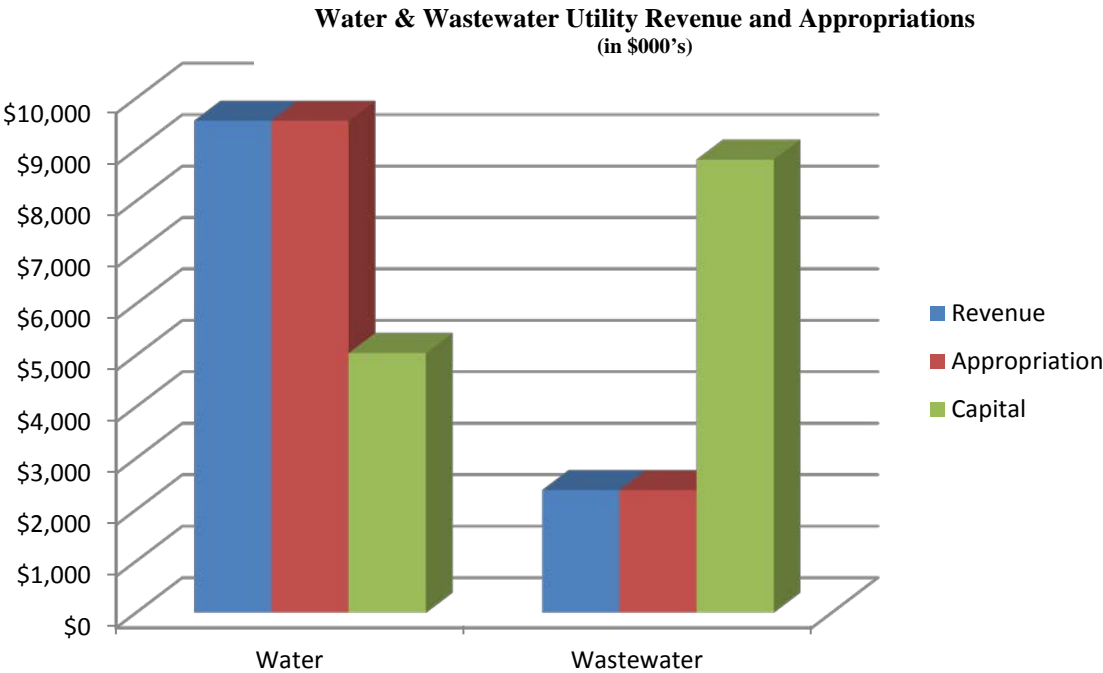 Water & Wastewater Utility Revenue and Appropriations
(in $000’s)
$10,000
$9,000
$8,000
$7,000
$6,000
$5,000
$4,000
$3,000
$2,000
$1,000
$0
Water
Wastewater
Revenue
Appropriation
Capital